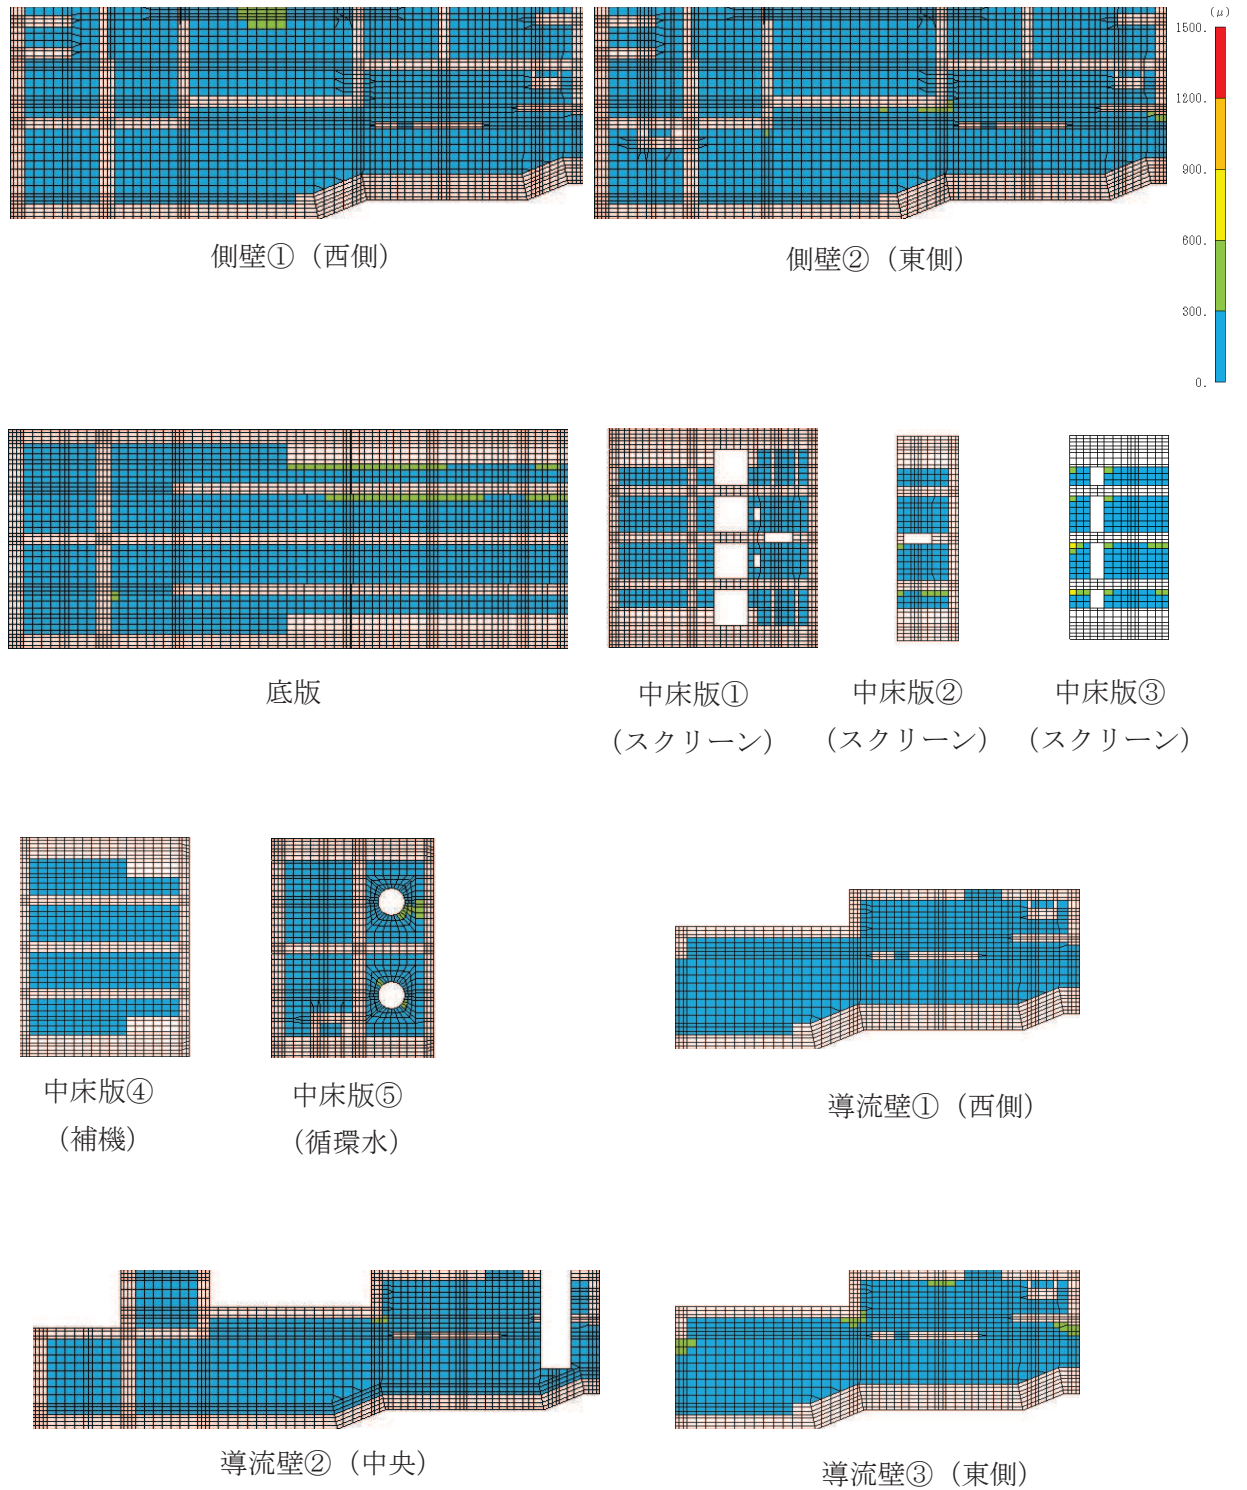 (μ)
1500.
1200.
900.
600.
300.
0.
側壁①（西側）
側壁②（東側）
底版
中床版①
（スクリーン）
中床版②
（スクリーン）
中床版③
（スクリーン）
中床版④
（補機）
中床版⑤
（循環水）
導流壁①（西側）
導流壁②（中央）
導流壁③（東側）